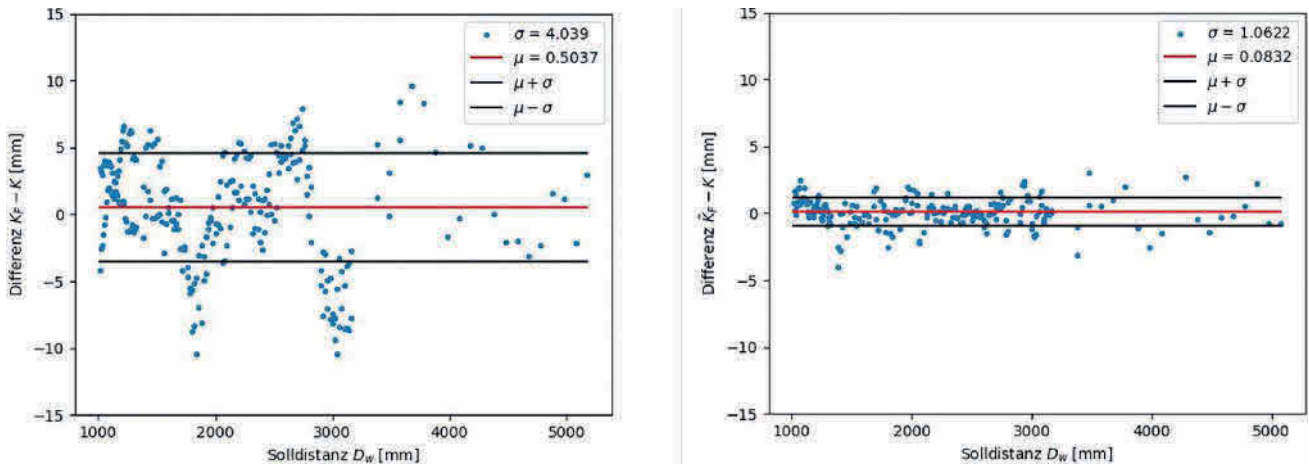 15
10
5
0
−5
−10
−15
Differenz K_F − K [mm]
σ = 4.039
μ = 0.5037
μ + σ
μ − σ
1000 2000 3000 4000 5000
Solldistanz D_w [mm]
15
10
5
0
−5
−10
−15
Differenz K̃_F − K [mm]
σ = 1.0622
μ = 0.0832
μ + σ
μ − σ
1000 2000 3000 4000 5000
Solldistanz D_w [mm]